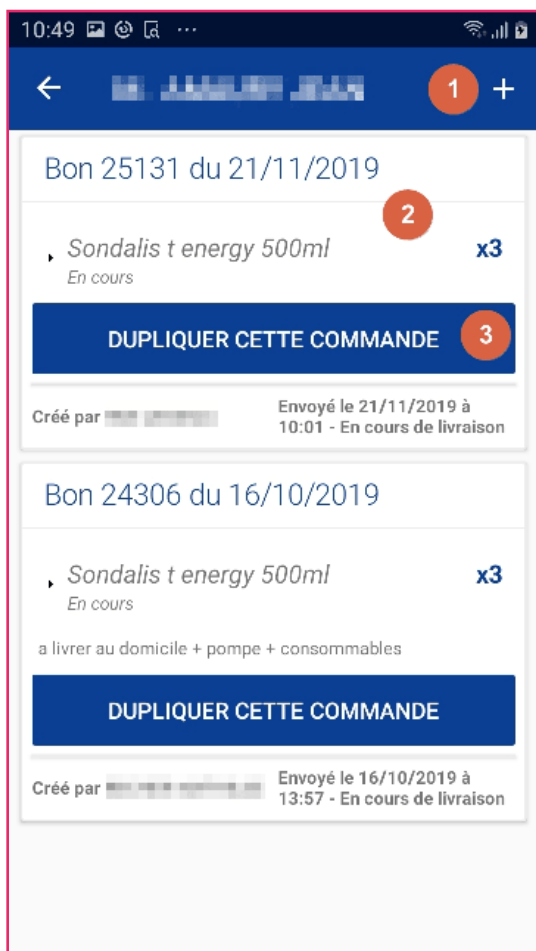 10:49 ...
1 +
Bon 25131 du 21/11/2019
2
Sondalis t energy 500ml x3
En cours
DUPLIQUER CETTE COMMANDE 3
Créé par
Envoyé le 21/11/2019 à
10:01 - En cours de livraison
Bon 24306 du 16/10/2019
Sondalis t energy 500ml x3
En cours
a livrer au domicile + pompe + consommables
DUPLIQUER CETTE COMMANDE
Créé par
Envoyé le 16/10/2019 à
13:57 - En cours de livraison